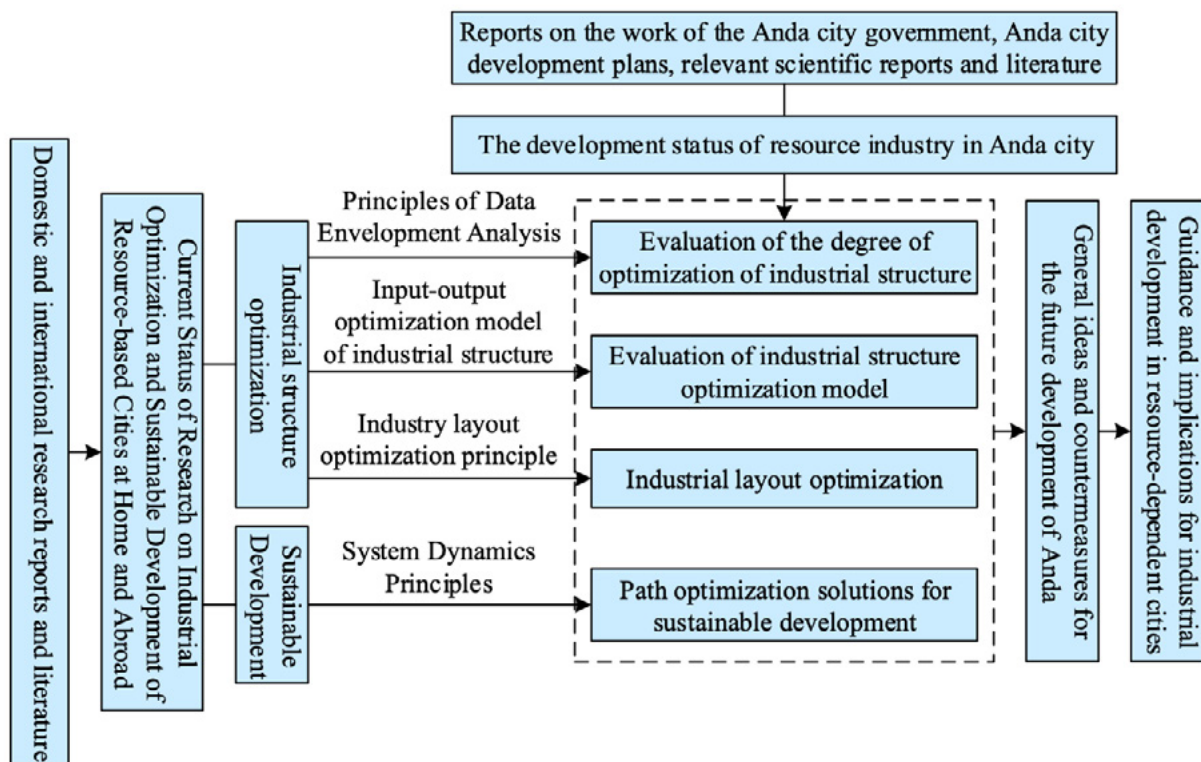 Reports on the work of the Anda city government, Anda city
development plans, relevant scientific reports and literature
The development status of resource industry in Anda city
Domestic and international research reports and literature
Current Status of Research on Industrial
Optimization and Sustainable Development of
Resource-based Cities at Home and Abroad
Industrial structure
optimization
Sustainable
Development
Principles of Data
Envelopment Analysis
Input-output
optimization model
of industrial structure
Industry layout
optimization principle
System Dynamics
Principles
Evaluation of the degree of
optimization of industrial structure
Evaluation of industrial structure
optimization model
Industrial layout optimization
Path optimization solutions for
sustainable development
General ideas and countermeasures for
the future development of Anda
Guidance and implications for industrial
development in resource-dependent cities